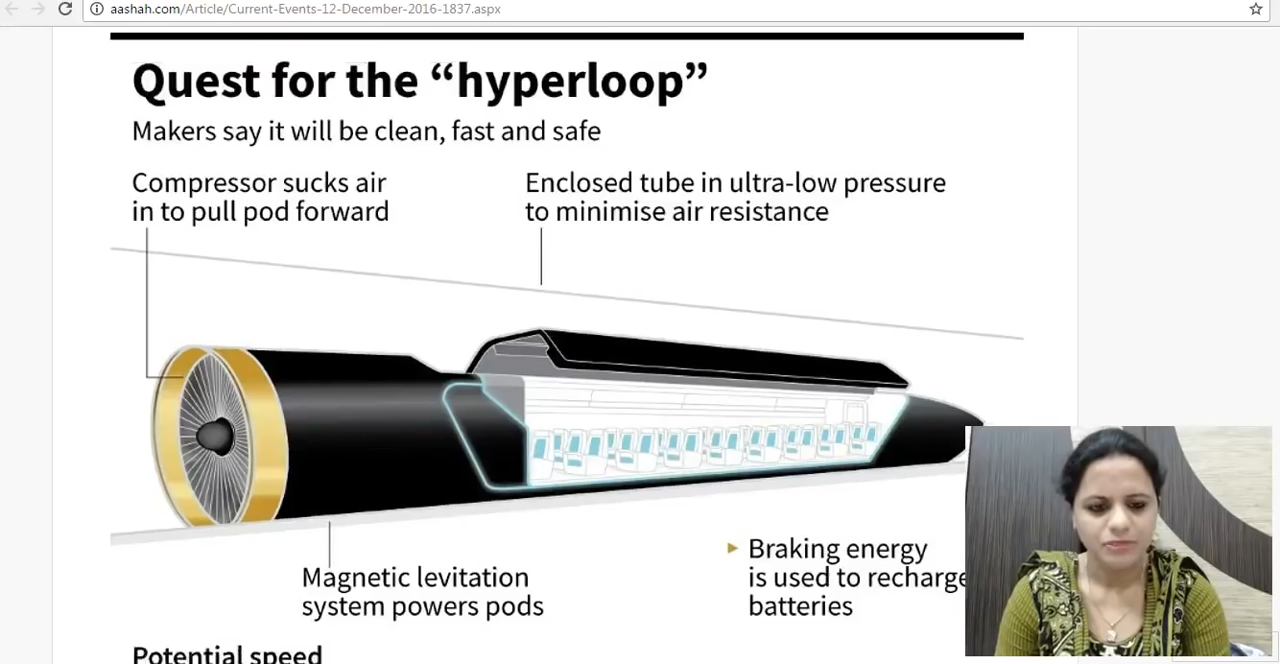 aashah.com/Article/Current-Events-12-December-2016-1837.aspx
Quest for the “hyperloop”
Makers say it will be clean, fast and safe
Compressor sucks air
in to pull pod forward
Enclosed tube in ultra-low pressure
to minimise air resistance
Magnetic levitation
system powers pods
Braking energy
is used to recharge
batteries
Potential speed